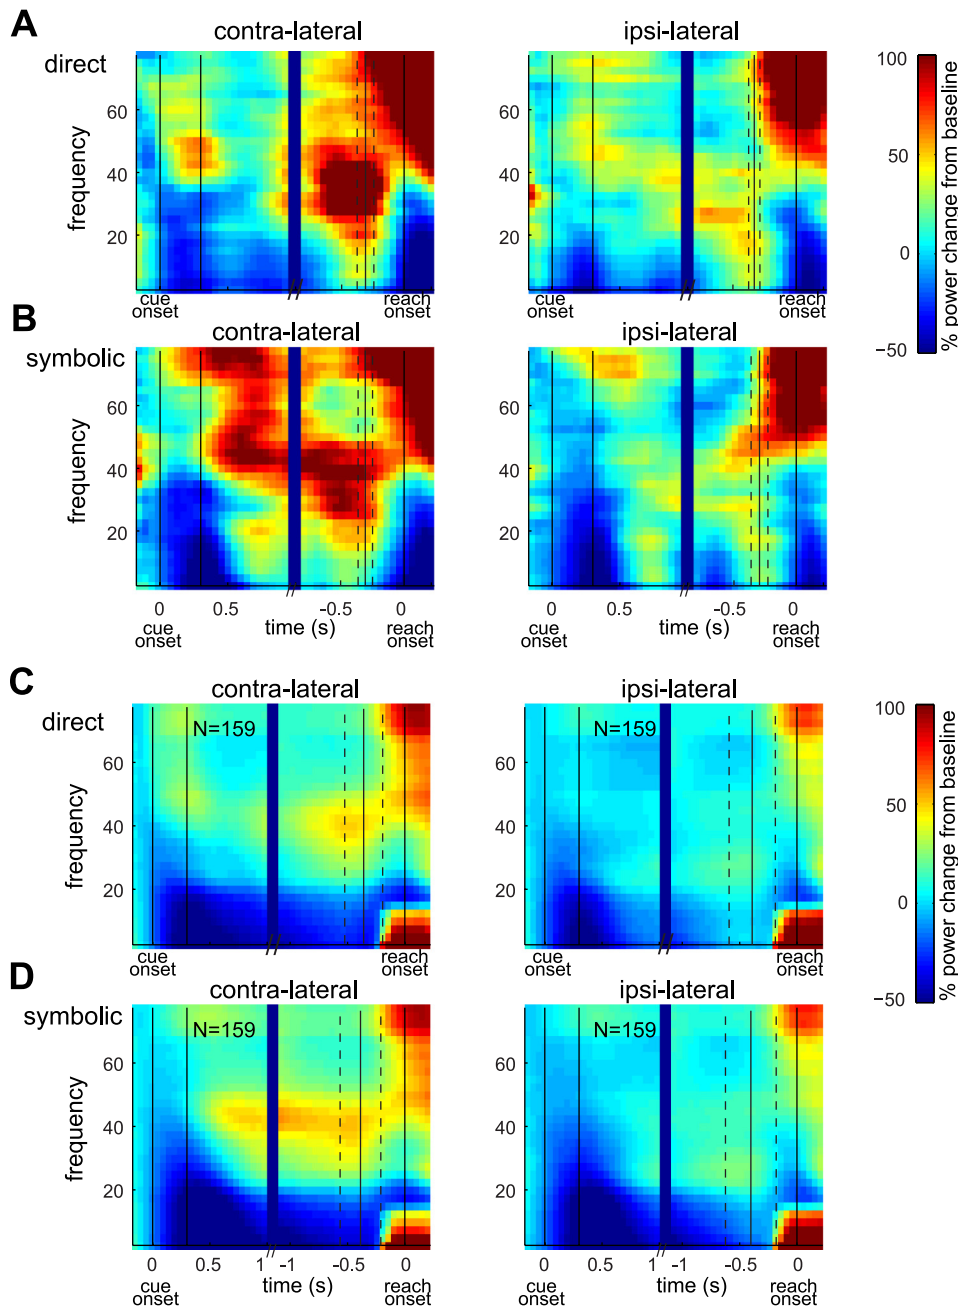 A
contra-lateral
ipsi-lateral
direct
frequency
60
40
20
cue onset
reach onset
reach onset
100
50
0
−50
% power change from baseline
B
contra-lateral
ipsi-lateral
symbolic
frequency
60
40
20
60
40
20
0
0.5
-0.5
0
0
0.5
-0.5
0
cue onset
time (s)
reach onset
cue onset
time (s)
reach onset
C
contra-lateral
ipsi-lateral
direct
N=159
N=159
frequency
60
40
20
60
40
20
cue onset
reach onset
cue onset
reach onset
100
50
0
−50
% power change from baseline
D
contra-lateral
ipsi-lateral
symbolic
N=159
N=159
frequency
60
40
20
60
40
20
0
0.5
1
-1
-0.5
0
0
0.5
1
-1
-0.5
0
cue onset
time (s)
reach onset
cue onset
time (s)
reach onset